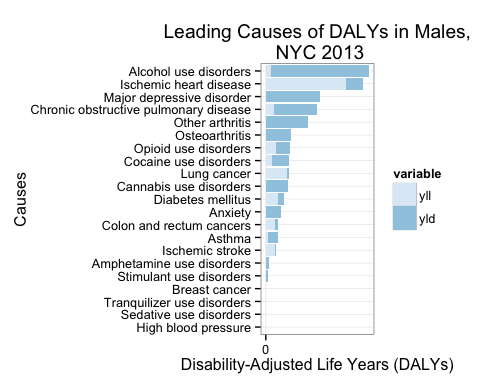 Leading Causes of DALYs in Males,
NYC 2013
Alcohol use disorders
Ischemic heart disease
Major depressive disorder
Chronic obstructive pulmonary disease
Other arthritis
Osteoarthritis
Opioid use disorders
Cocaine use disorders
Lung cancer
Cannabis use disorders
Diabetes mellitus
Anxiety
Colon and rectum cancers
Asthma
Ischemic stroke
Amphetamine use disorders
Stimulant use disorders
Breast cancer
Tranquilizer use disorders
Sedative use disorders
High blood pressure
Causes
variable
yll
yld
0
Disability-Adjusted Life Years (DALYs)